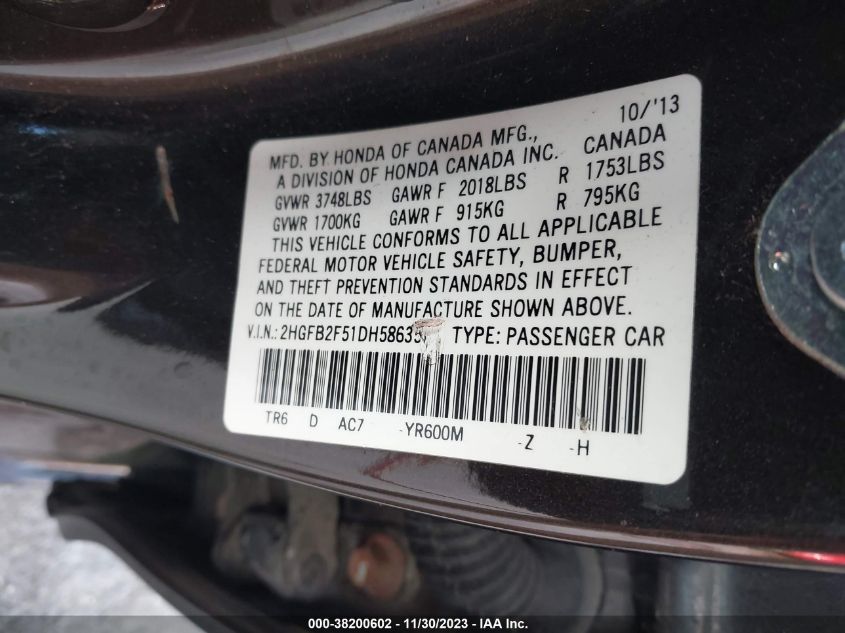 10/'13
MFD. BY HONDA OF CANADA MFG., CANADA
A DIVISION OF HONDA CANADA INC.
GVWR 3748LBS GAWR F 2018LBS R 1753LBS
GVWR 1700KG GAWR F 915KG R 795KG
THIS VEHICLE CONFORMS TO ALL APPLICABLE
FEDERAL MOTOR VEHICLE SAFETY, BUMPER,
AND THEFT PREVENTION STANDARDS IN EFFECT
ON THE DATE OF MANUFACTURE SHOWN ABOVE.
V.I.N.: TYPE: PASSENGER CAR
TR6 D AC7 -YR600M -Z -H
000-38200602 - 11/30/2023 - IAA Inc.